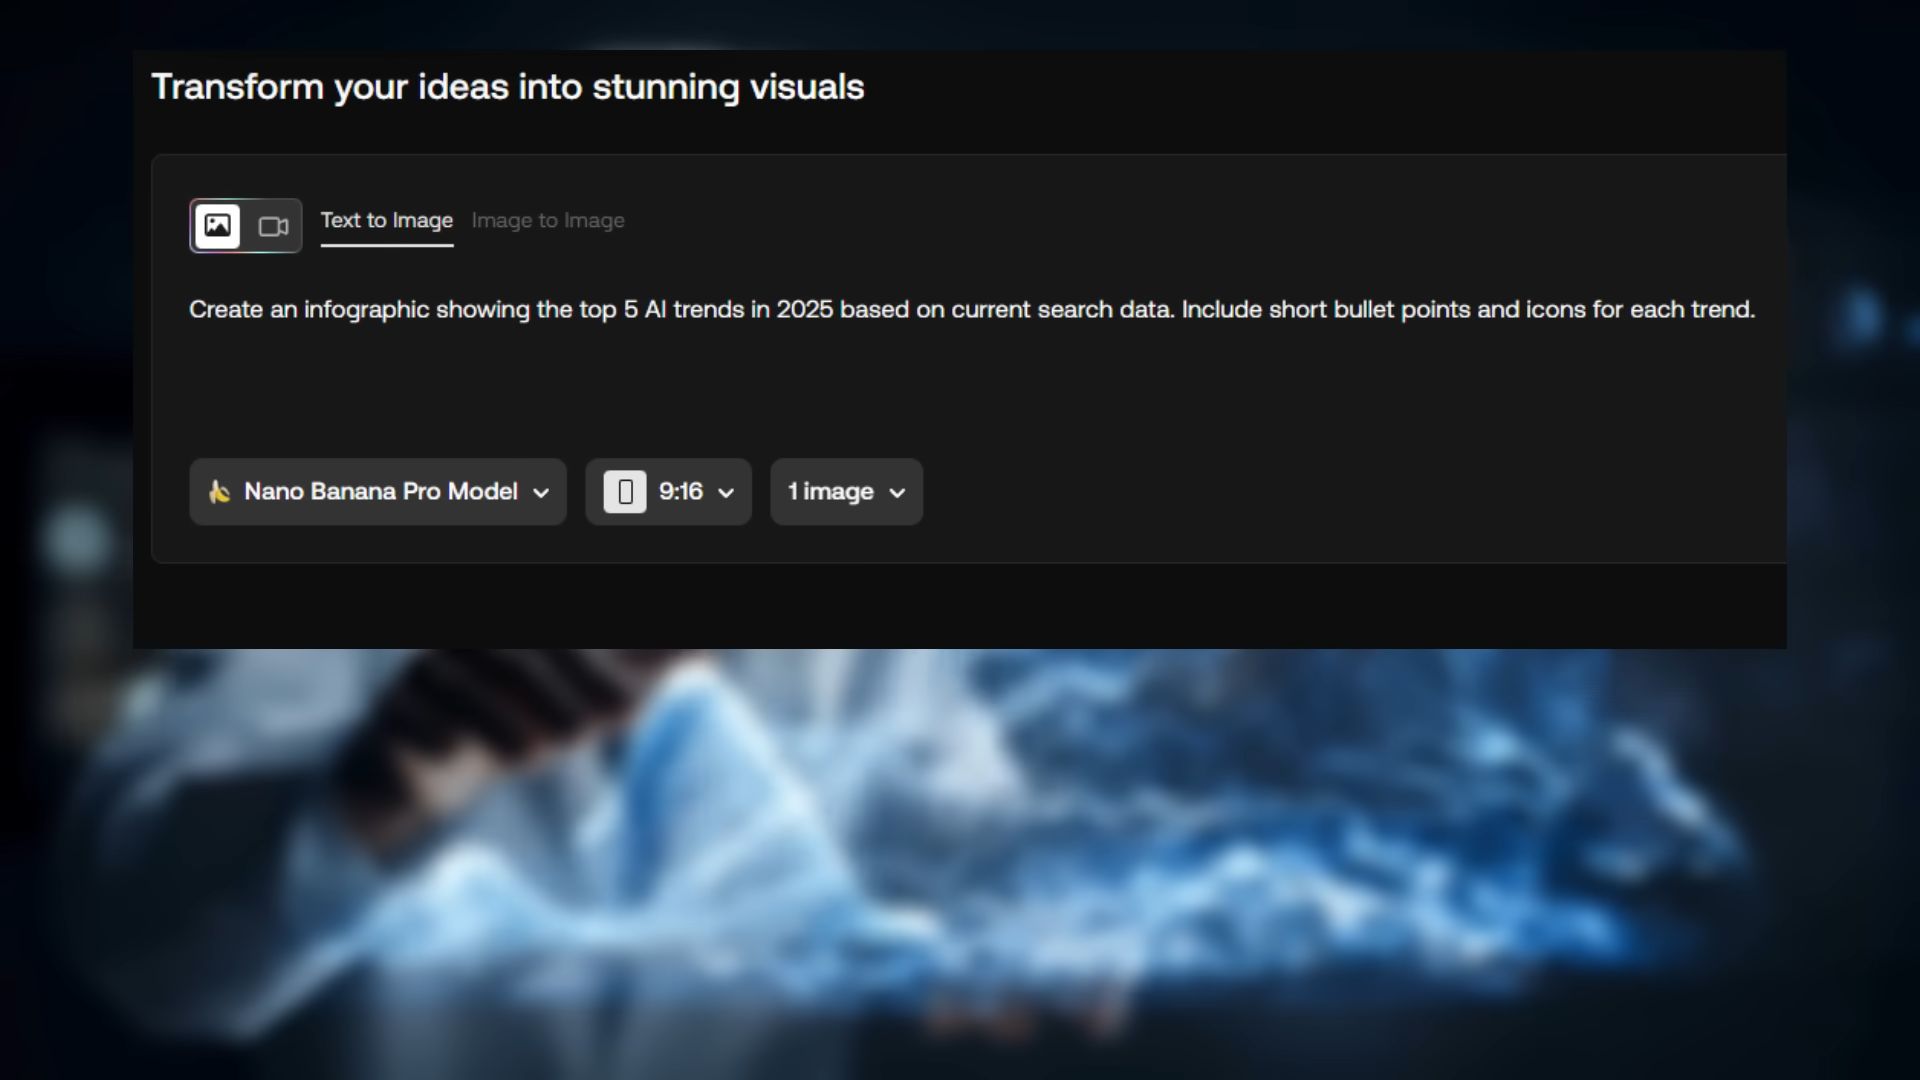 Transform your ideas into stunning visuals
Text to Image Image to Image
Create an infographic showing the top 5 AI trends in 2025 based on current search data. Include short bullet points and icons for each trend.
Nano Banana Pro Model 9:16 1 image